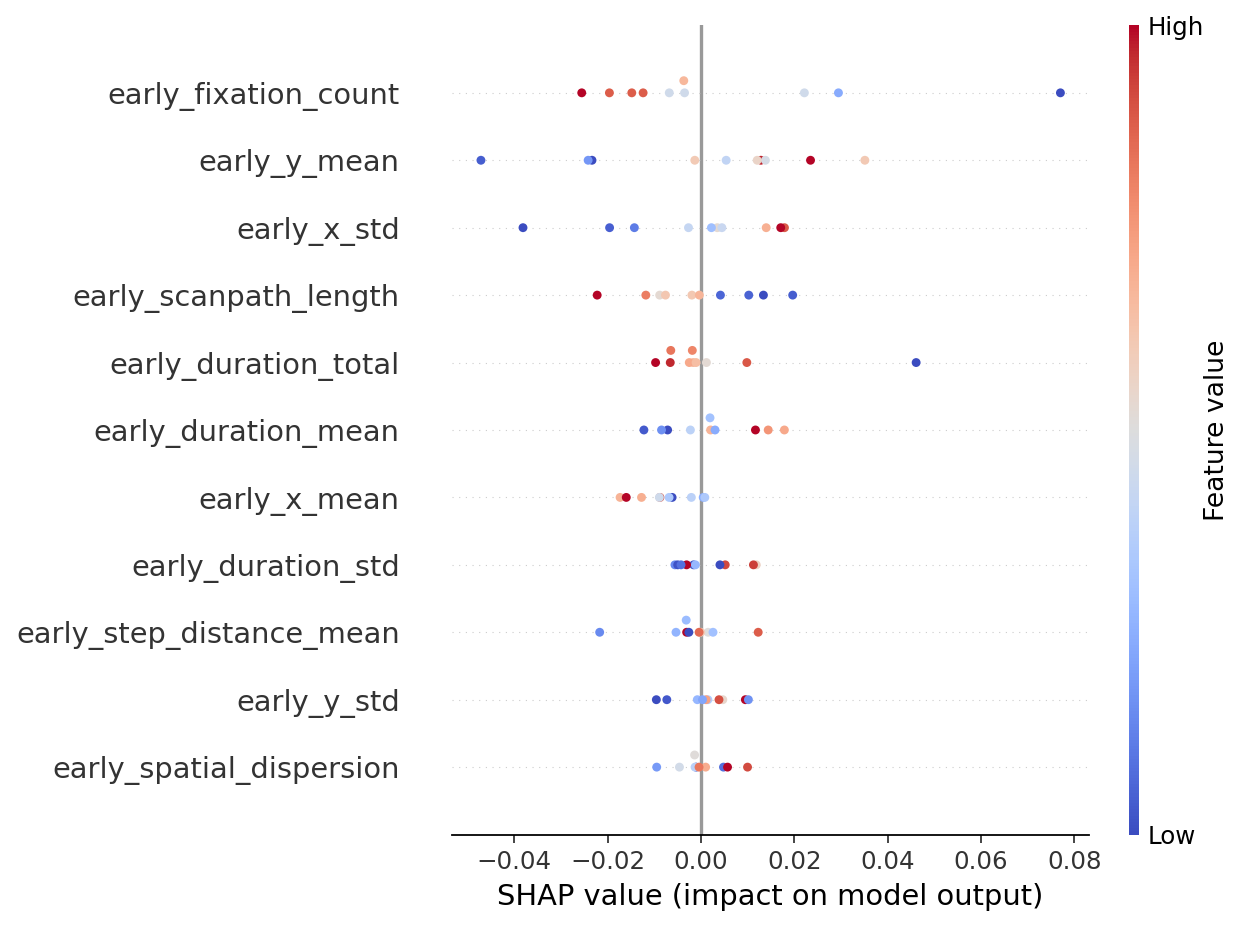 High
early_fixation_count
early_y_mean
early_x_std
early_scanpath_length
early_duration_total
early_duration_mean
early_x_mean
early_duration_std
early_step_distance_mean
early_y_std
early_spatial_dispersion
Feature value
Low
−0.04 −0.02 0.00 0.02 0.04 0.06 0.08
SHAP value (impact on model output)